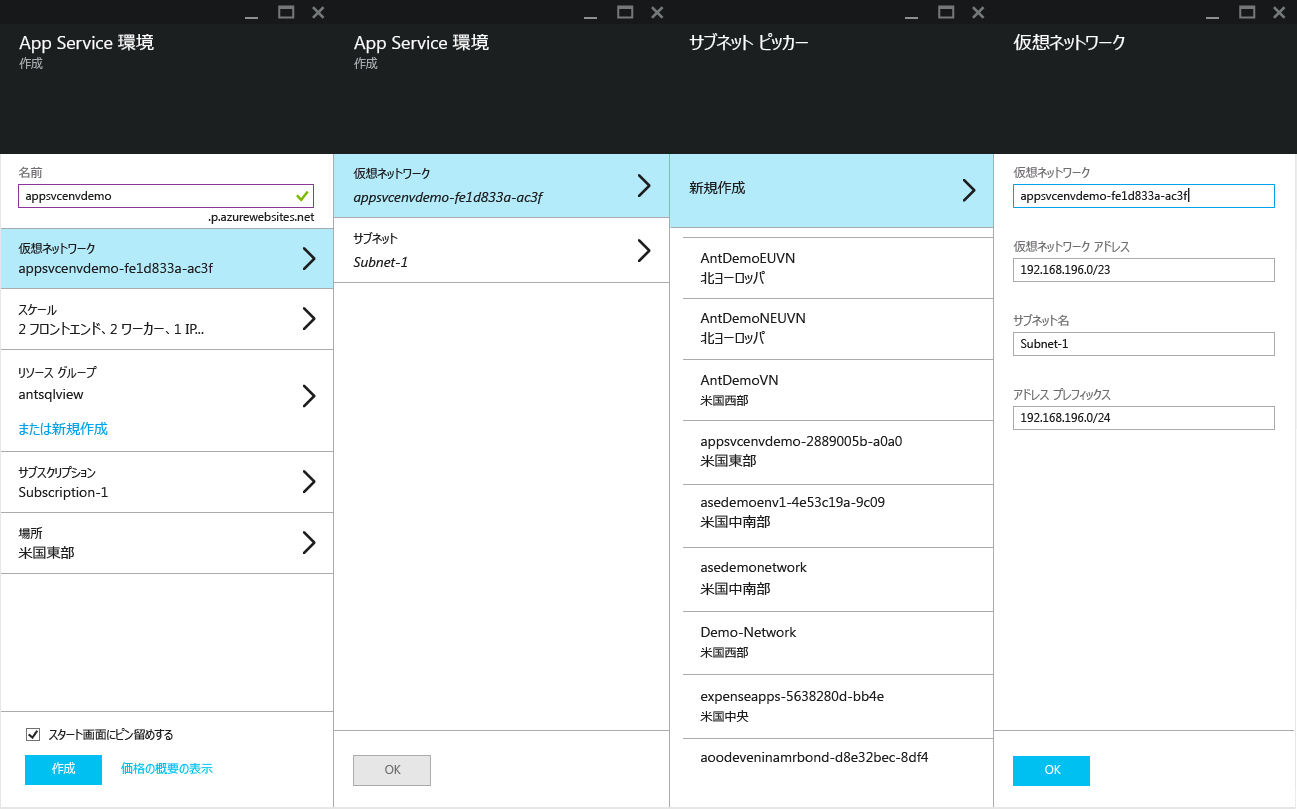 App Service 環境
作成
名前
appsvcenvdemo
.p.azurewebsites.net
仮想ネットワーク
appsvcenvdemo-fe1d833a-ac3f
スケール
2 フロントエンド、2 ワーカー、1 IP...
リソース グループ
antsqlview
または新規作成
サブスクリプション
Subscription-1
場所
米国東部
スタート画面にピン留めする
作成
価格の概要の表示
App Service 環境
作成
仮想ネットワーク
appsvcenvdemo-fe1d833a-ac3f
サブネット
Subnet-1
OK
サブネット ピッカー
新規作成
AntDemoEUVN
北ヨーロッパ
AntDemoNEUVN
北ヨーロッパ
AntDemoVN
米国西部
appsvcenvdemo-2889005b-a0a0
米国東部
asedemoenv1-4e53c19a-9c09
米国中南部
asedemonetwork
米国中南部
Demo-Network
米国西部
expenseapps-5638280d-bb4e
米国中央
aoodeveninamrbond-d8e32bec-8df4
仮想ネットワーク
仮想ネットワーク
appsvcenvdemo-fe1d833a-ac3f
仮想ネットワーク アドレス
192.168.196.0/23
サブネット名
Subnet-1
アドレス プレフィックス
192.168.196.0/24
OK